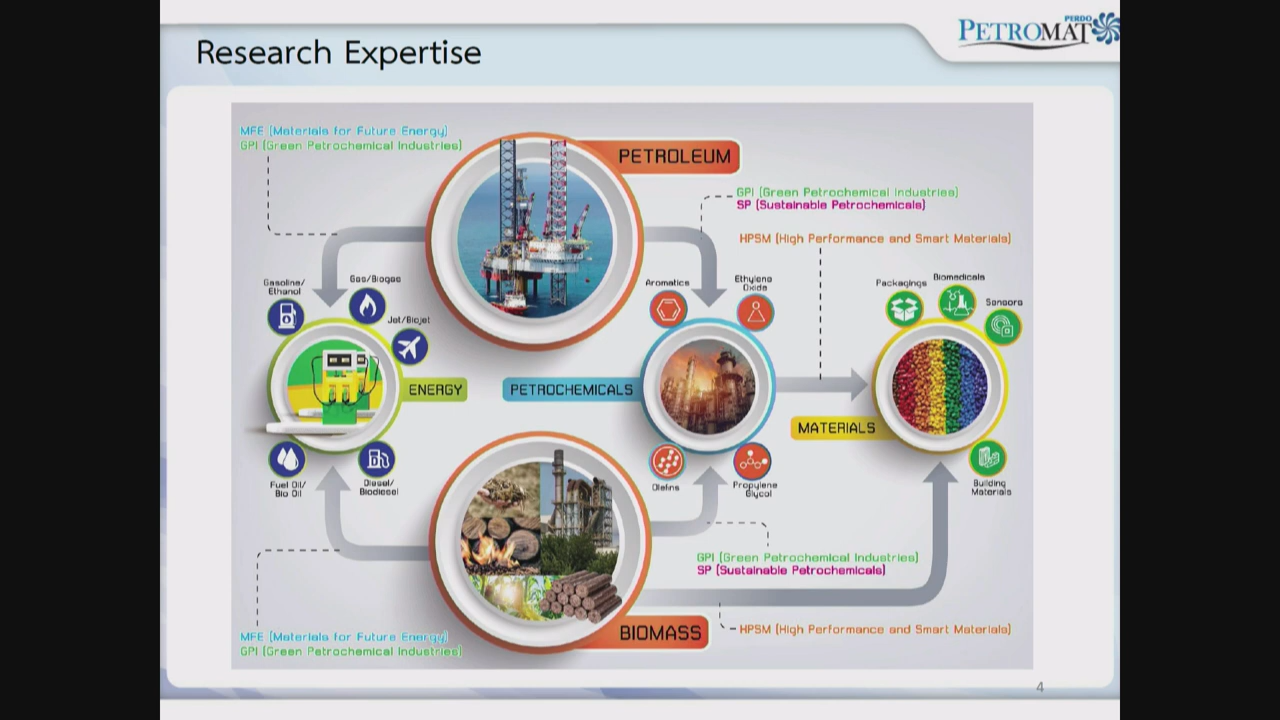 PERDO
PETROMAT
Research Expertise
MFE (Materials for Future Energy)
GPI (Green Petrochemical Industries)
PETROLEUM
GPI (Green Petrochemical Industries)
SP (Sustainable Petrochemicals)
HPSM (High Performance and Smart Materials)
Gasoline/
Ethanol
Gas/Biogas
Jet/Biojet
Aromatics
Ethylene
Oxide
Packagings
Biomedicals
Sensors
ENERGY
PETROCHEMICALS
MATERIALS
Fuel Oil/
Bio Oil
Diesel/
Biodiesel
Olefins
Propylene
Glycol
Building
Materials
GPI (Green Petrochemical Industries)
SP (Sustainable Petrochemicals)
BIOMASS
HPSM (High Performance and Smart Materials)
MFE (Materials for Future Energy)
GPI (Green Petrochemical Industries)
4